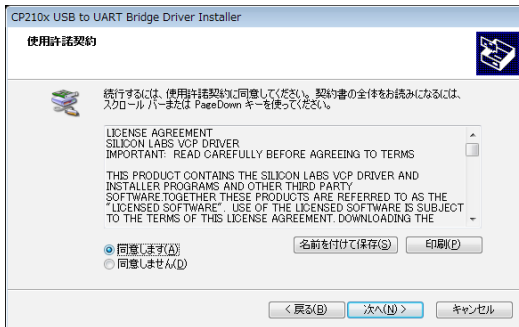 CP210x USB to UART Bridge Driver Installer
使用許諾契約
続行するには、使用許諾契約に同意してください。契約書の全体をお読みになるには、
スクロール バーまたは PageDown キーを使ってください。
LICENSE AGREEMENT
SILICON LABS VCP DRIVER
IMPORTANT: READ CAREFULLY BEFORE AGREEING TO TERMS
THIS PRODUCT CONTAINS THE SILICON LABS VCP DRIVER AND
INSTALLER PROGRAMS AND OTHER THIRD PARTY
SOFTWARE.TOGETHER THESE PRODUCTS ARE REFERRED TO AS THE
"LICENSED SOFTWARE". USE OF THE LICENSED SOFTWARE IS SUBJECT
TO THE TERMS OF THIS LICENSE AGREEMENT. DOWNLOADING THE
同意します(A)
名前を付けて保存(S)
印刷(P)
同意しません(D)
< 戻る(B)
次へ(N) >
キャンセル